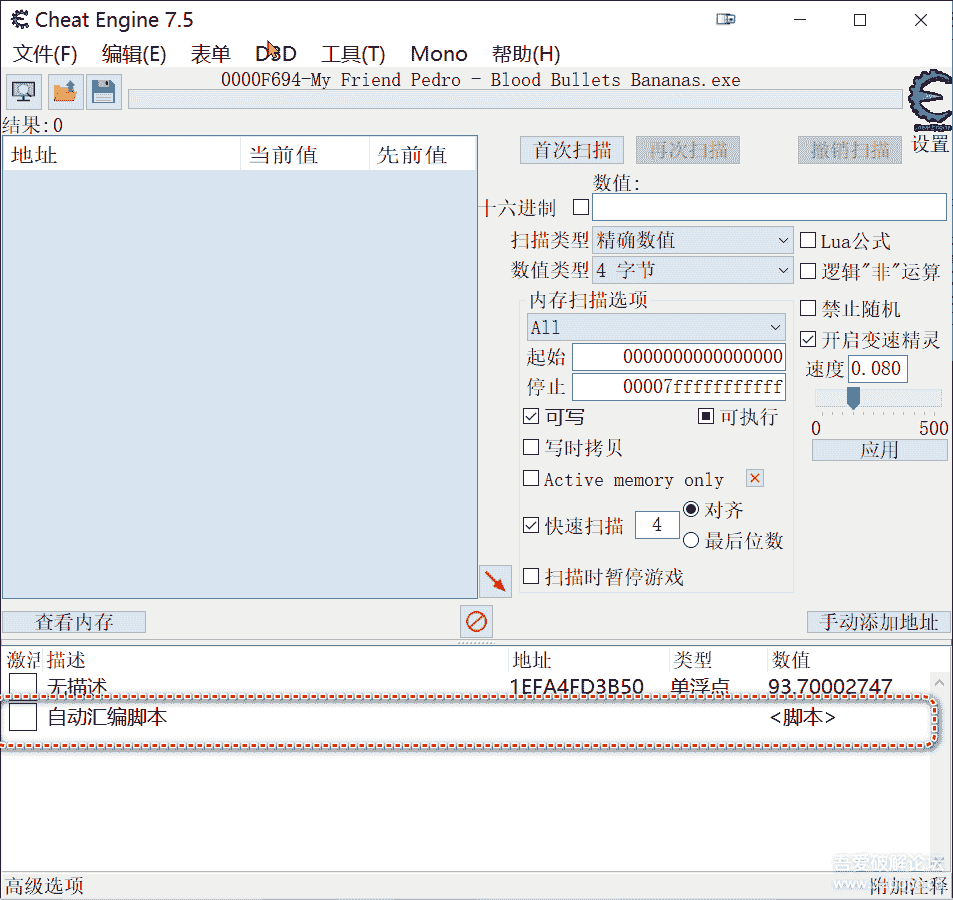 Cheat Engine 7.5
文件(F) 编辑(E) 表单 D3D 工具(T) Mono 帮助(H)
0000F694-My Friend Pedro - Blood Bullets Bananas.exe
结果:0
地址 当前值 先前值
首次扫描 再次扫描 撤销扫描 设置
数值:
十六进制
扫描类型 精确数值 Lua公式
数值类型 4 字节 逻辑"非"运算
内存扫描选项
All
禁止随机
起始 0000000000000000
开启变速精灵
停止 00007fffffffffff
速度 0.080
可写 可执行
0 500
写时拷贝
应用
Active memory only
快速扫描 4 对齐
最后位数
扫描时暂停游戏
查看内存 手动添加地址
激活 描述 地址 类型 数值
无描述 1EFA4FD3B50 单浮点 93.70002747
自动汇编脚本 <脚本>
吾爱破解论坛
高级选项 附加注释